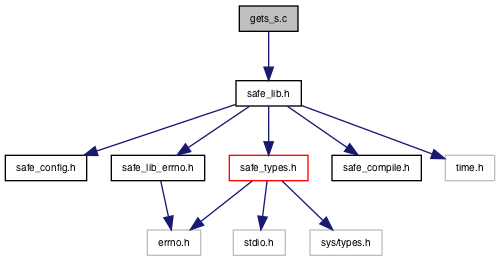 gets_s.c
safe_lib.h
safe_config.h
safe_lib_errno.h
safe_types.h
safe_compile.h
time.h
errno.h
stdio.h
sys/types.h